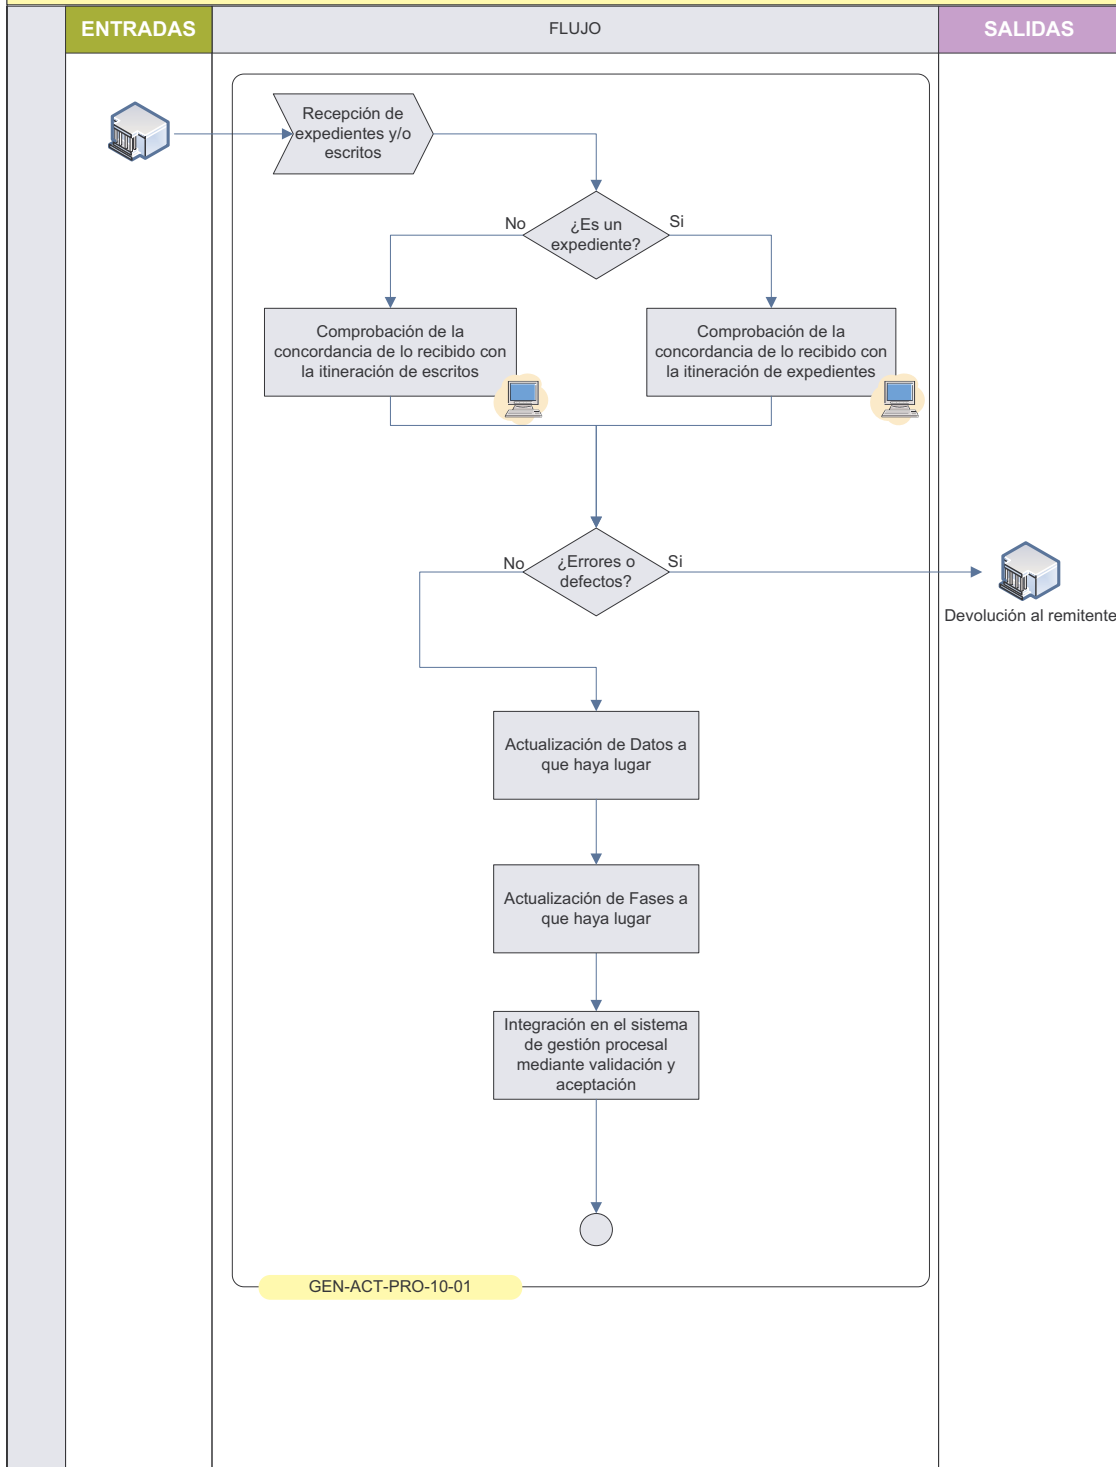 ENTRADAS
FLUJO
SALIDAS
Recepción de
expedientes y/o
escritos
¿Es un
expediente?
No
Si
Comprobación de la
concordancia de lo recibido con
la itineración de escritos
Comprobación de la
concordancia de lo recibido con
la itineración de expedientes
¿Errores o
defectos?
No
Si
Devolución al remitente
Actualización de Datos a
que haya lugar
Actualización de Fases a
que haya lugar
Integración en el sistema
de gestión procesal
mediante validación y
aceptación
GEN-ACT-PRO-10-01